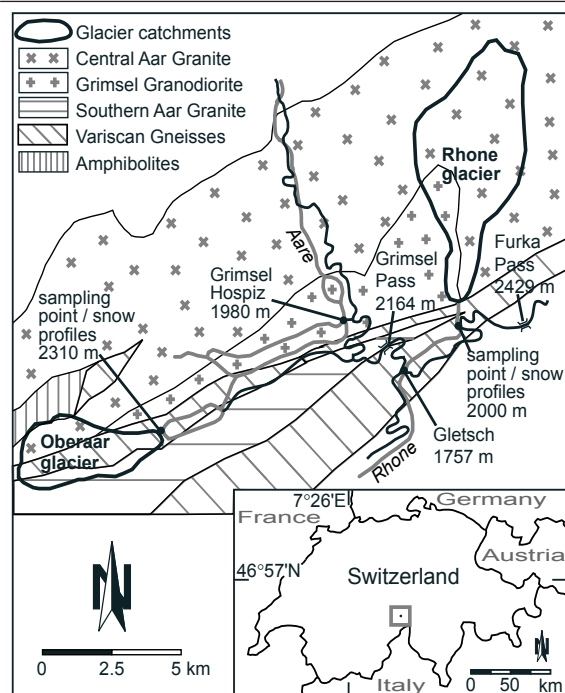 Glacier catchments
Central Aar Granite
Grimsel Granodiorite
Southern Aar Granite
Variscan Gneisses
Amphibolites
Rhone
glacier
Aare
Grimsel
Pass
2164 m
Furka
Pass
2429 m
Grimsel
Hospiz
1980 m
sampling
point / snow
profiles
2310 m
sampling
point / snow
profiles
2000 m
Oberaar
glacier
Gletsch
1757 m
Rhone
N
0 2.5 5 km
7°26'E
Germany
France
Austria
46°57'N
Switzerland
Italy
N
0 50 km